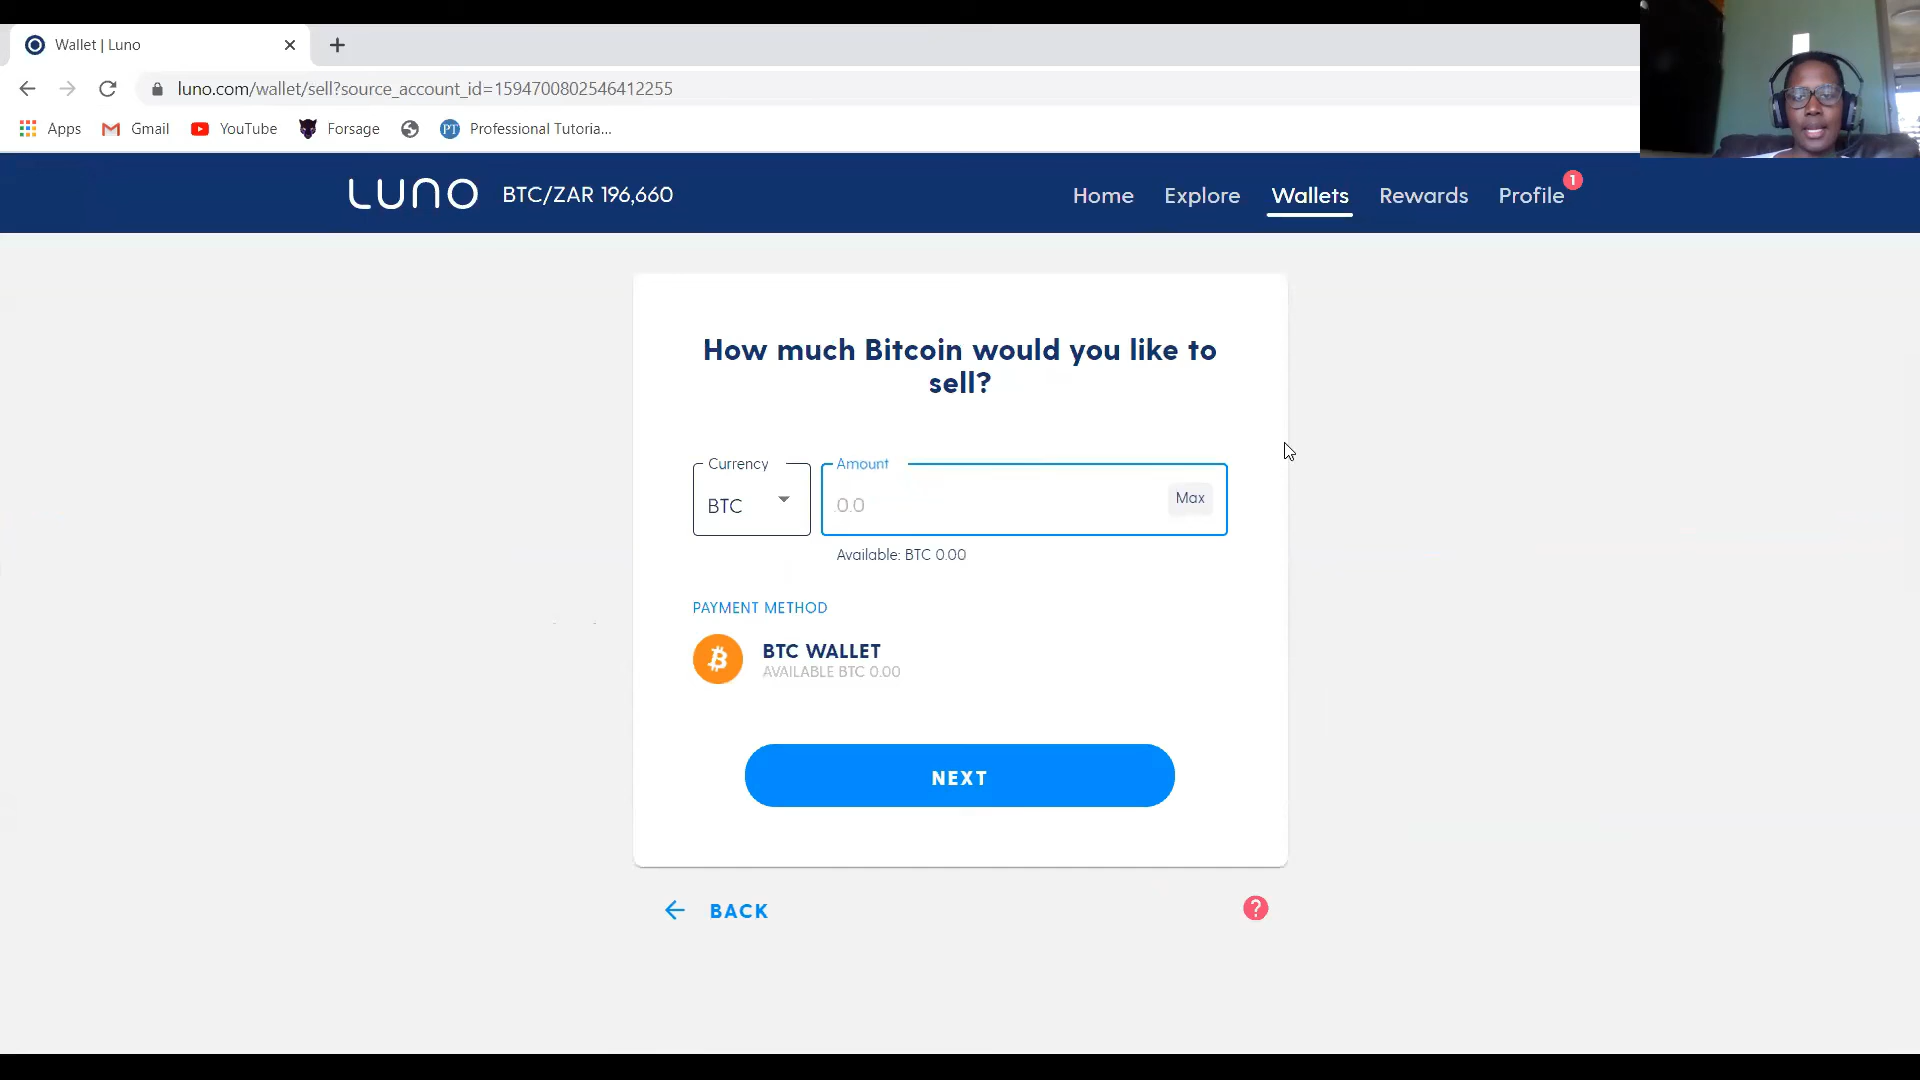 Wallet | Luno
luno.com/wallet/sell?source_account_id=1594700802546412255
Apps Gmail YouTube Forsage PT Professional Tutoria...
LUNO BTC/ZAR 196,660 Home Explore Wallets Rewards Profile 1
How much Bitcoin would you like to
sell?
Currency Amount
BTC 0.0 Max
Available: BTC 0.00
PAYMENT METHOD
BTC WALLET
AVAILABLE BTC 0.00
NEXT
BACK ?